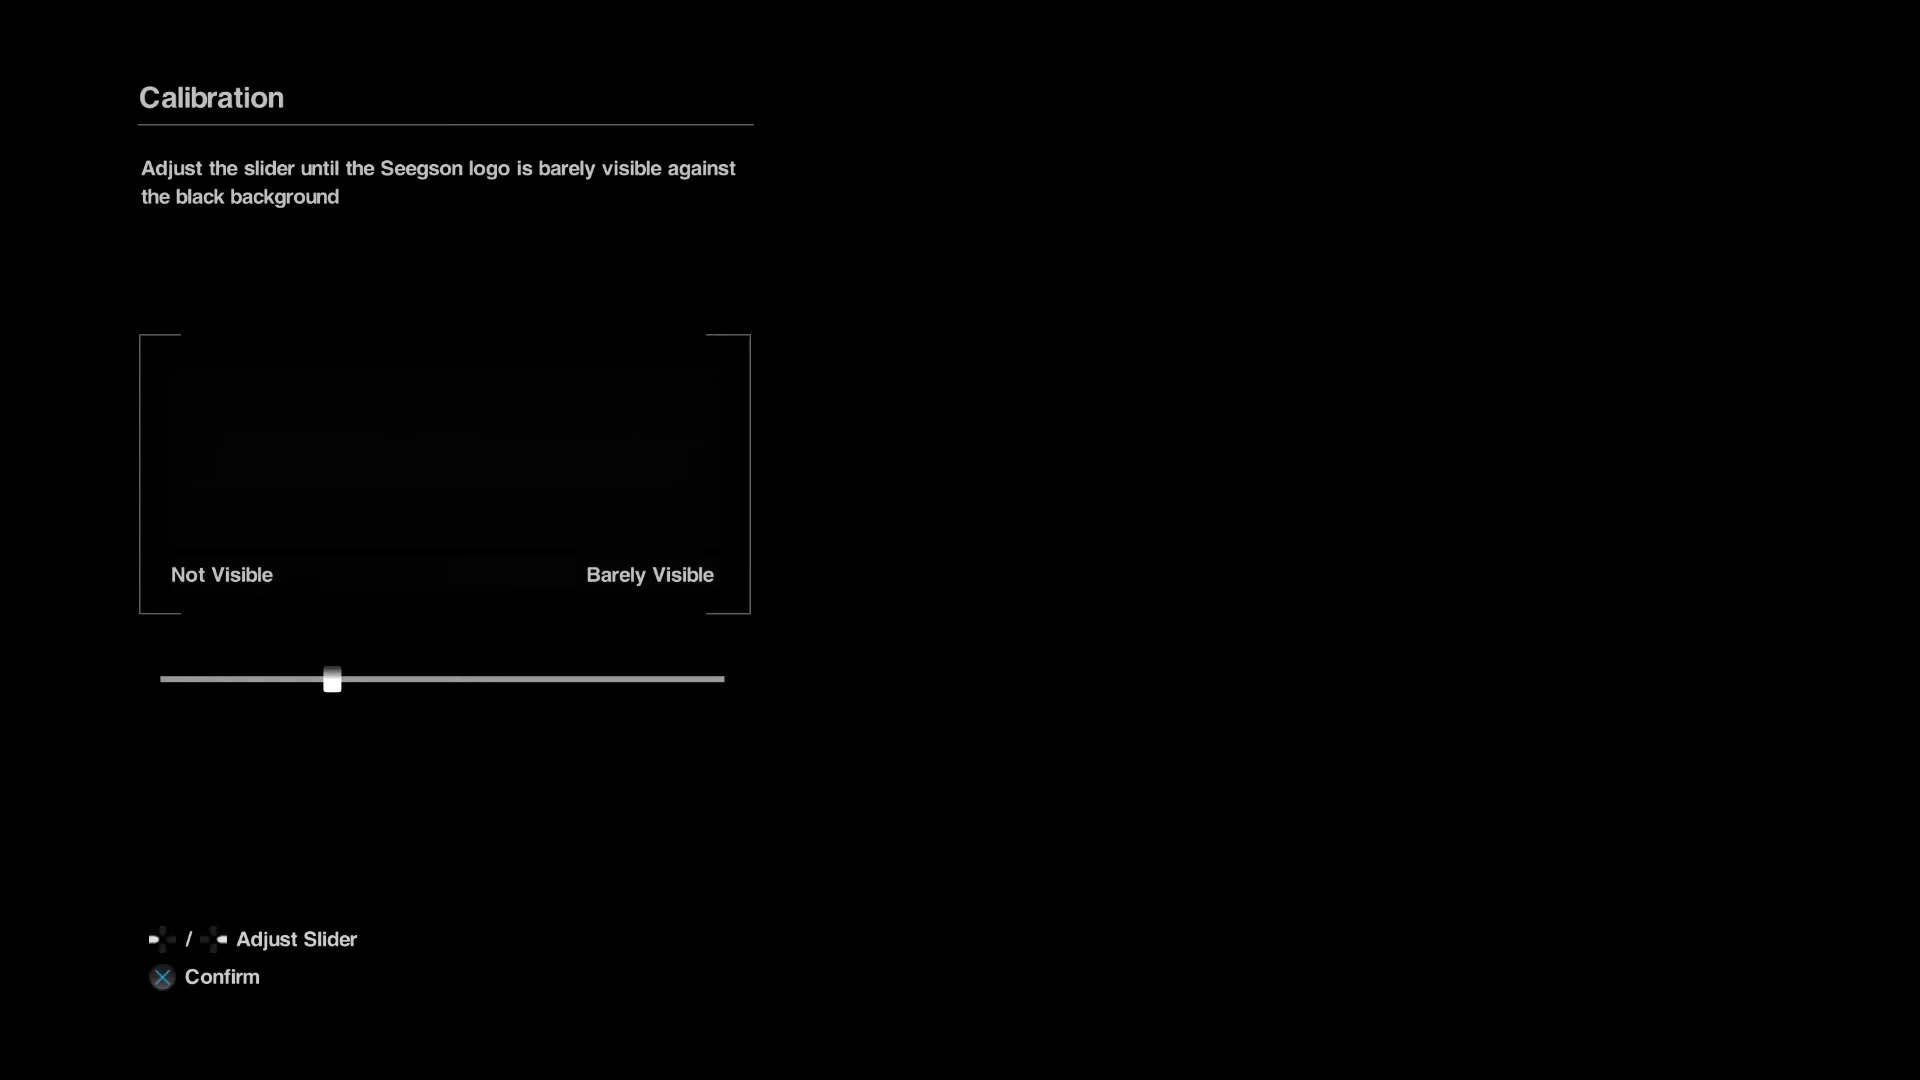 Calibration
Adjust the slider until the Seegson logo is barely visible against
the black background
Not Visible
Barely Visible
/ Adjust Slider
Confirm